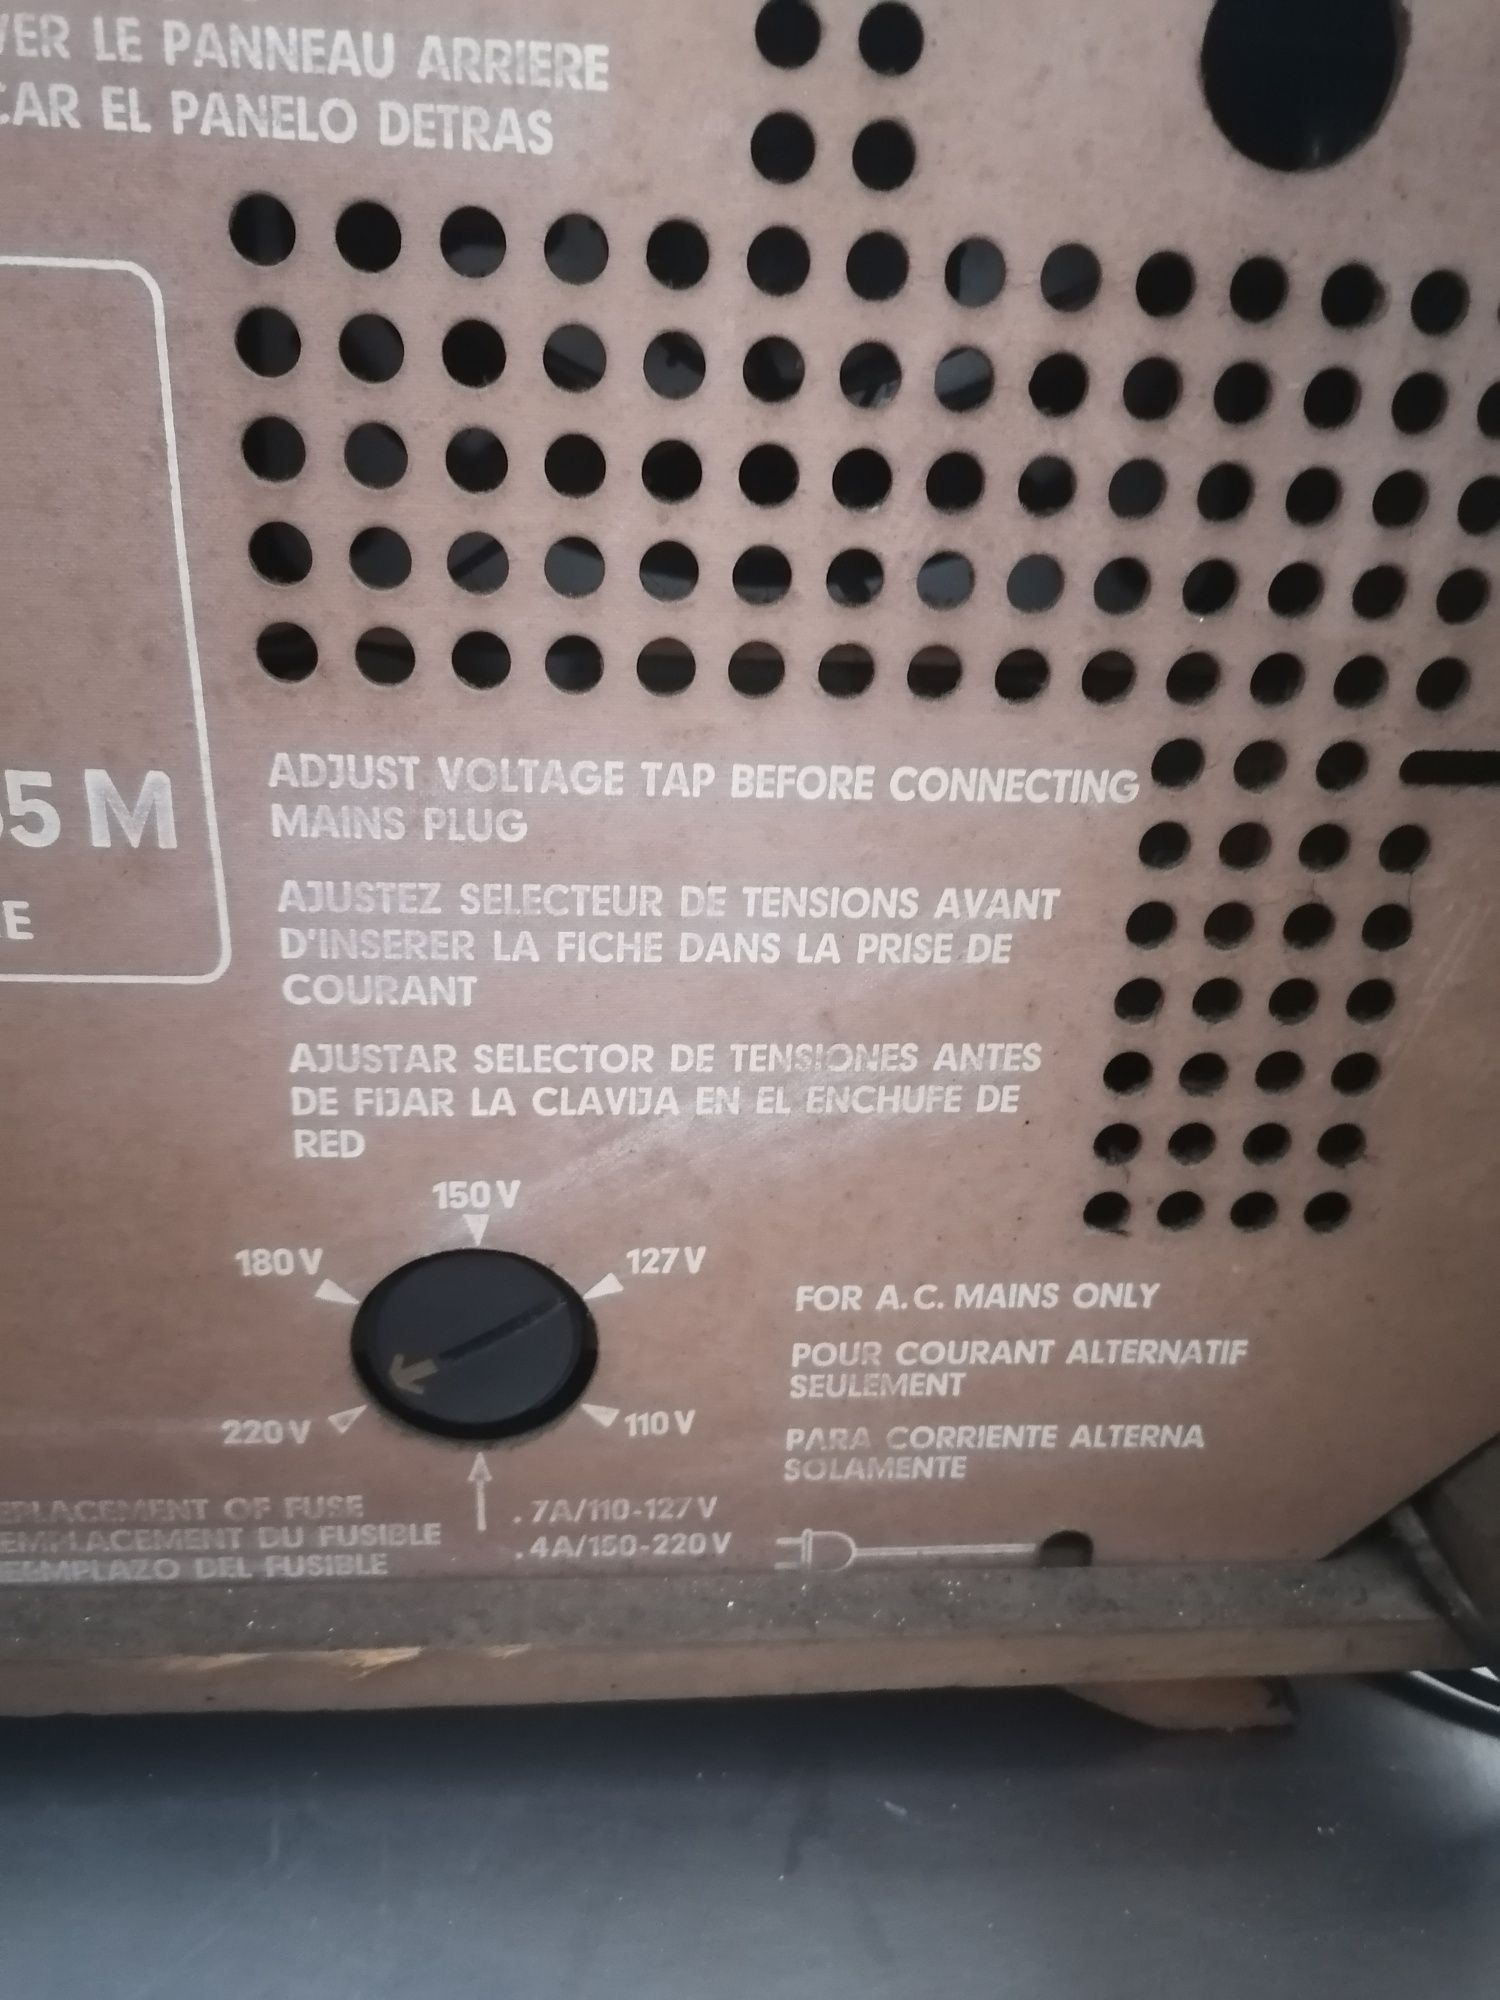 LE PANNEAU ARRIERE
EL PANELO DETRAS
5 M
ADJUST VOLTAGE TAP BEFORE CONNECTING
MAINS PLUG
AJUSTEZ SELECTEUR DE TENSIONS AVANT
D'INSERER LA FICHE DANS LA PRISE DE
COURANT
AJUSTAR SELECTOR DE TENSIONES ANTES
DE FIJAR LA CLAVIJA EN EL ENCHUFE DE
RED
150 V
180 V
127 V
220 V
110 V
FOR A.C. MAINS ONLY
POUR COURANT ALTERNATIF
SEULEMENT
PARA CORRIENTE ALTERNA
SOLAMENTE
EPLACEMENT OF FUSE
EMPLACEMENT DU FUSIBLE
EEMPLAZO DEL FUSIBLE
.7A/110-127 V
.4A/150-220 V